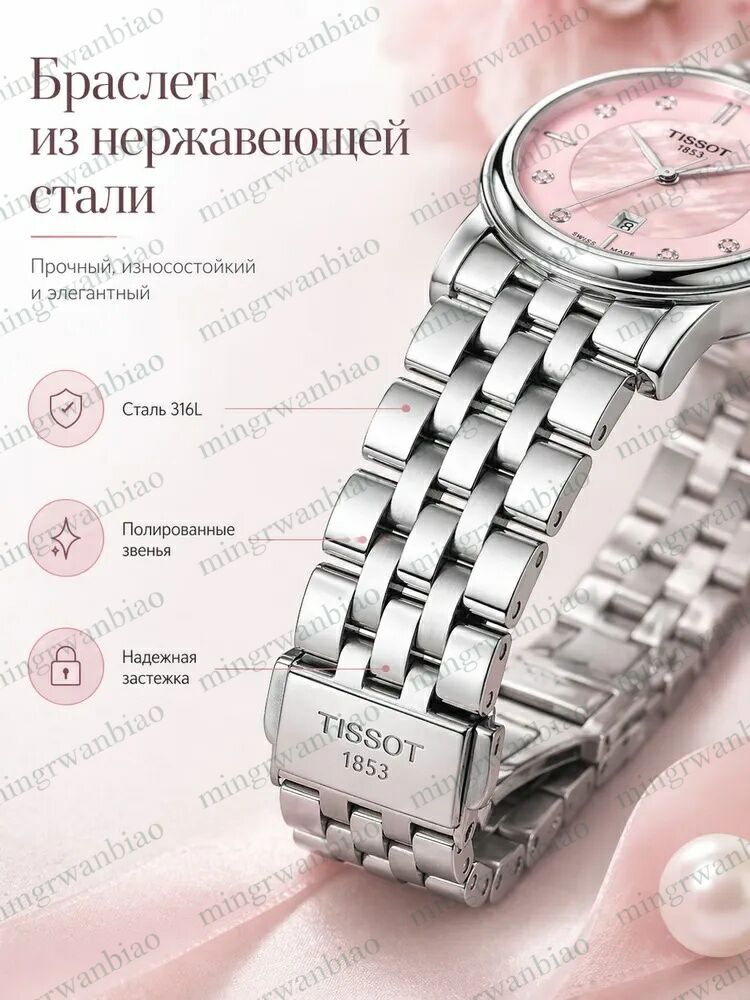 Браслет
из нержавеющей
стали
Прочный, износостойкий
и элегантный
Сталь 316L
Полированные
звенья
Надежная
застежка
TISSOT
1853
8
SWISS MADE
TISSOT
1853
mingrwanbiao